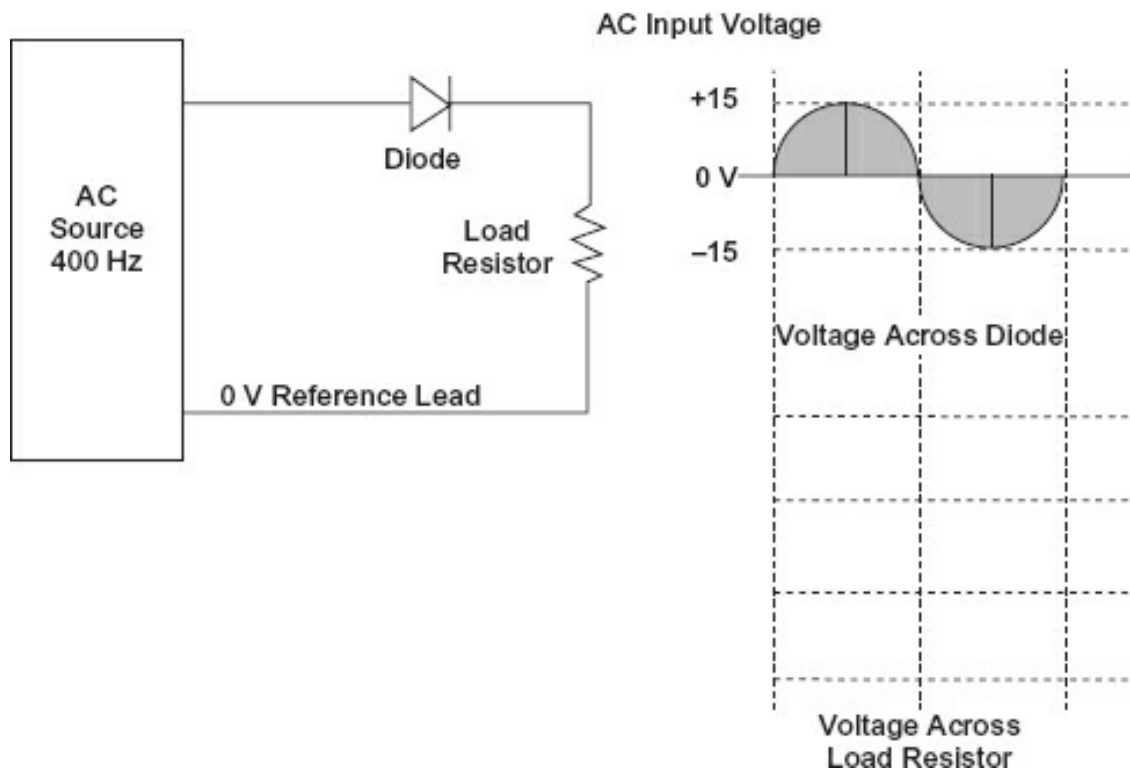 AC Input Voltage
AC
Source
400 Hz
Diode
Load
Resistor
0 V Reference Lead
+15
0 V
–15
Voltage Across Diode
Voltage Across
Load Resistor